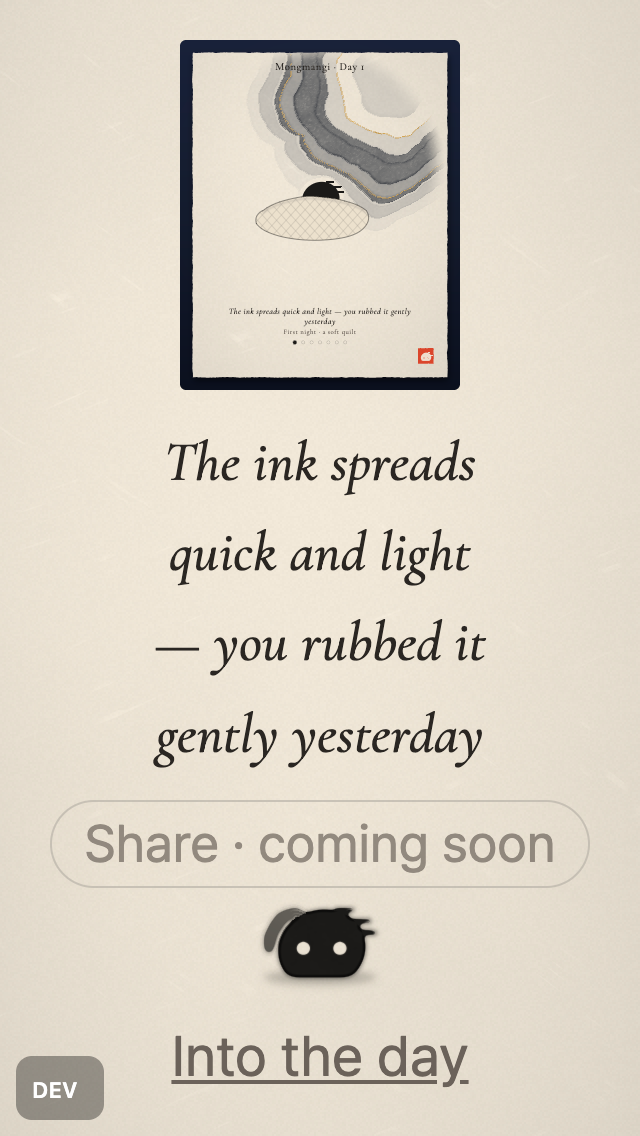 Mongmangi · Day 1
The ink spreads quick and light — you rubbed it gently
yesterday
First night · a soft quilt
The ink spreads
quick and light
— you rubbed it
gently yesterday
Share · coming soon
Into the day
DEV